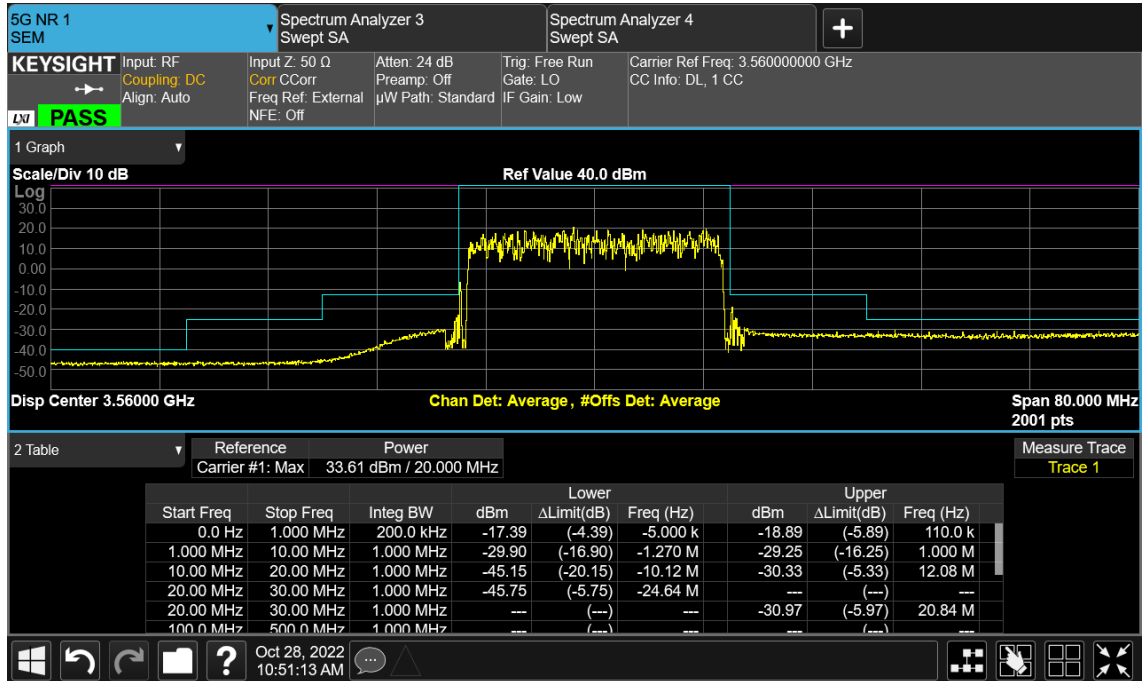 5G NR 1
SEM
Spectrum Analyzer 3
Swept SA
Spectrum Analyzer 4
Swept SA
KEYSIGHT
Input: RF
Coupling: DC
Align: Auto
Input Z: 50 Ω
Corr CCorr
Freq Ref: External
NFE: Off
Atten: 24 dB
Preamp: Off
µW Path: Standard
Trig: Free Run
Gate: LO
IF Gain: Low
Carrier Ref Freq: 3.560000000 GHz
CC Info: DL, 1 CC
LXI PASS
1 Graph
Scale/Div 10 dB Ref Value 40.0 dBm
Log
30.0
20.0
10.0
0.00
-10.0
-20.0
-30.0
-40.0
-50.0
Disp Center 3.56000 GHz Chan Det: Average, #Offs Det: Average Span 80.000 MHz
2001 pts
2 Table Reference Power Measure Trace
Carrier #1: Max 33.61 dBm / 20.000 MHz Trace 1
Lower Upper
Start Freq Stop Freq Integ BW dBm ΔLimit(dB) Freq (Hz) dBm ΔLimit(dB) Freq (Hz)
0.0 Hz 1.000 MHz 200.0 kHz -17.39 (-4.39) -5.000 k -18.89 (-5.89) 110.0 k
1.000 MHz 10.00 MHz 1.000 MHz -29.90 (-16.90) -1.270 M -29.25 (-16.25) 1.000 M
10.00 MHz 20.00 MHz 1.000 MHz -45.15 (-20.15) -10.12 M -30.33 (-5.33) 12.08 M
20.00 MHz 30.00 MHz 1.000 MHz -45.75 (-5.75) -24.64 M --- (---) ---
20.00 MHz 30.00 MHz 1.000 MHz --- (---) --- -30.97 (-5.97) 20.84 M
100.0 MHz 500.0 MHz 1.000 MHz --- (---) --- --- (---) ---
Oct 28, 2022
10:51:13 AM